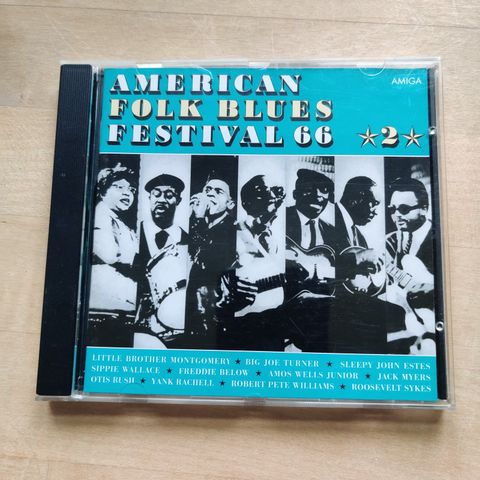 AMERICAN
FOLK BLUES
FESTIVAL 66 ★2★
AMIGA
LITTLE BROTHER MONTGOMERY ★ BIG JOE TURNER ★ SLEEPY JOHN ESTES
SIPPIE WALLACE ★ FREDDIE BELOW ★ AMOS WELLS JUNIOR ★ JACK MYERS
OTIS RUSH ★ YANK RACHELL ★ ROBERT PETE WILLIAMS ★ ROOSEVELT SYKES